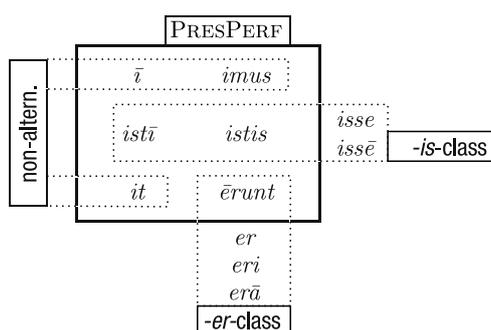 PRESPERF
non-altern.
ī imus
istī istis isse
issē
-is-class
it ērunt
er
eri
erā
-er-class